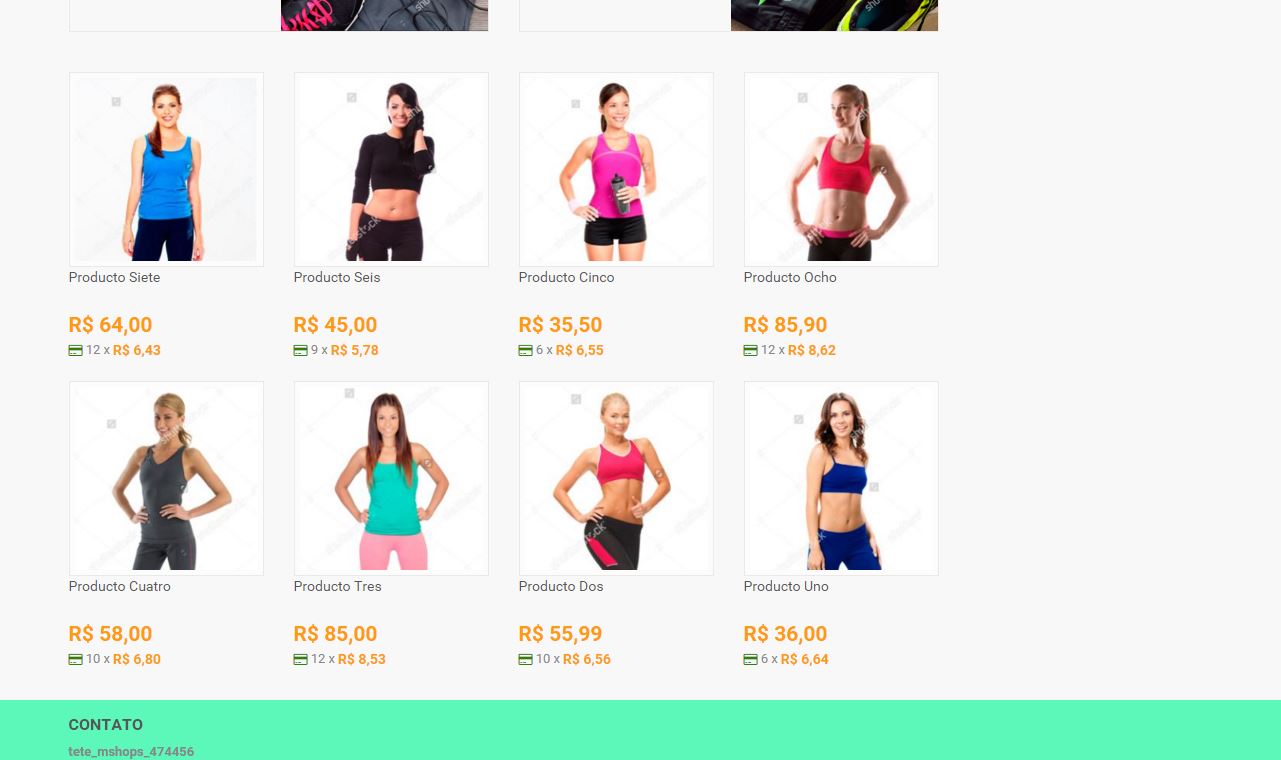 Producto Siete
Producto Seis
Producto Cinco
Producto Ocho
R$ 64,00
R$ 45,00
R$ 35,50
R$ 85,90
12 x R$ 6,43
9 x R$ 5,78
6 x R$ 6,55
12 x R$ 8,62
Producto Cuatro
Producto Tres
Producto Dos
Producto Uno
R$ 58,00
R$ 85,00
R$ 55,99
R$ 36,00
10 x R$ 6,80
12 x R$ 8,53
10 x R$ 6,56
6 x R$ 6,64
CONTATO
tete_mshops_474456